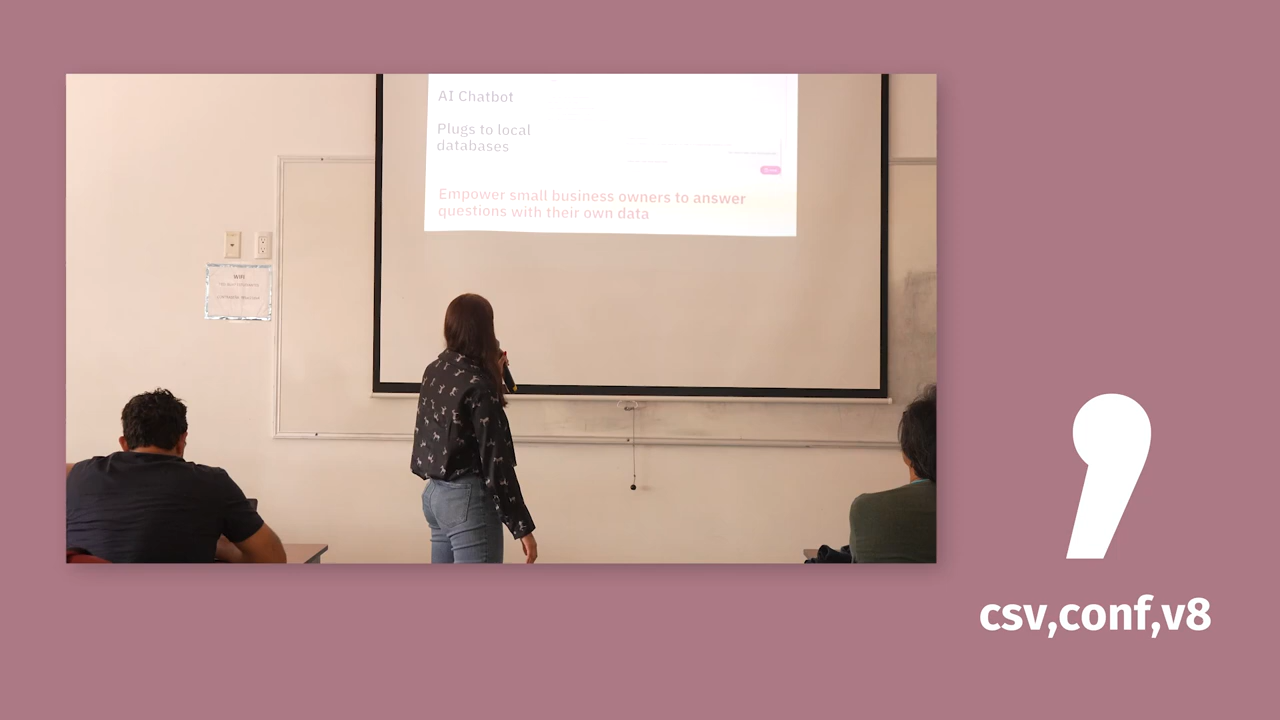 AI Chatbot
Plugs to local
databases
Empower small business owners to answer
questions with their own data
WIFI
csv,conf,v8